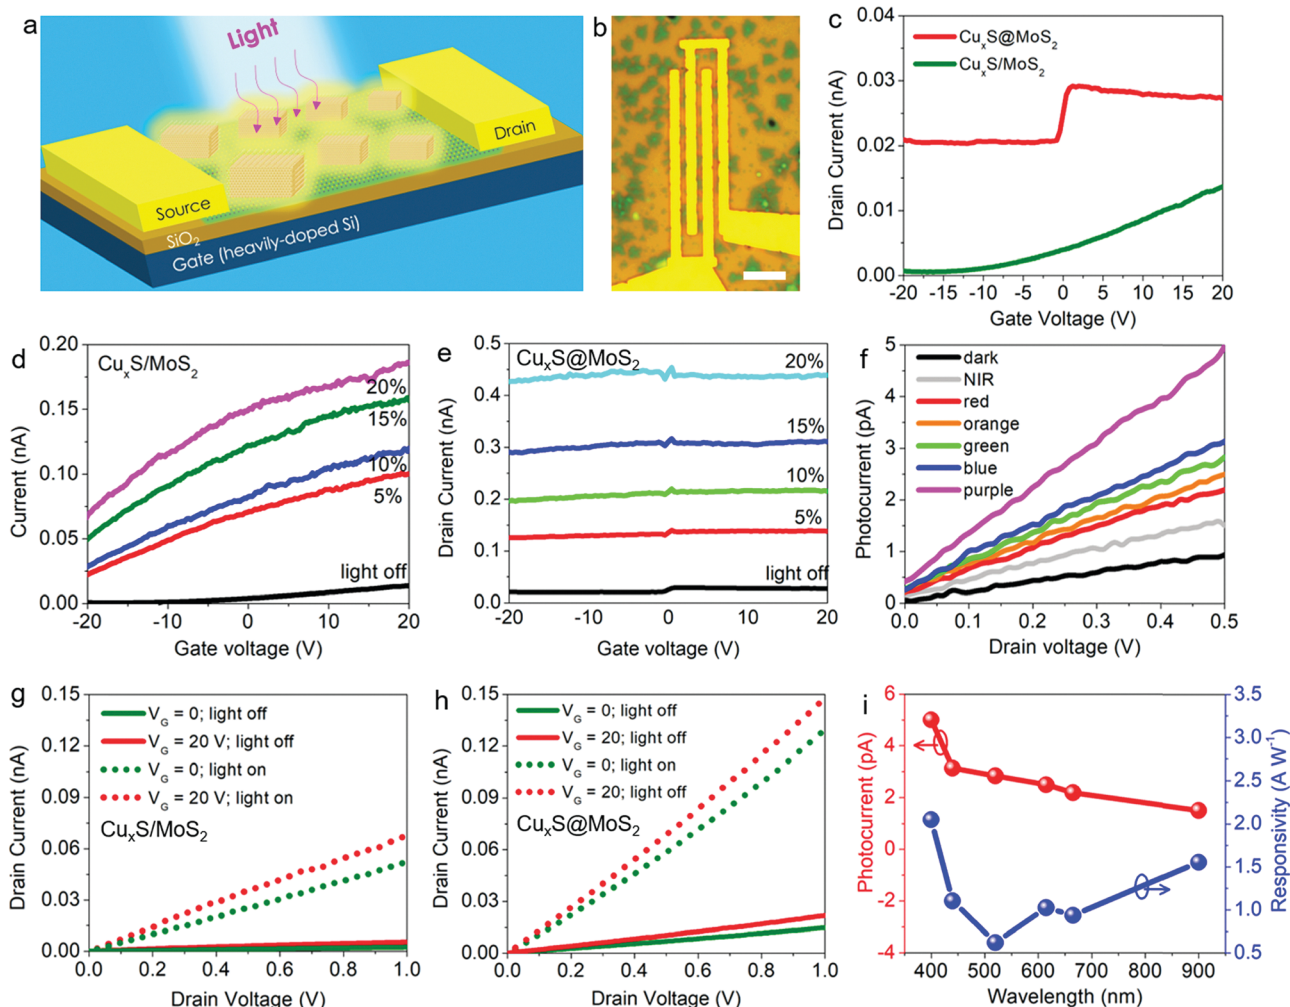 a
Light
Source
Drain
SiO2
Gate (heavily-doped Si)
b
c
CuxS@MoS2
CuxS/MoS2
Drain Current (nA)
0.04
0.03
0.02
0.01
0.00
-20 -15 -10 -5 0 5 10 15 20
Gate Voltage (V)
d
CuxS/MoS2
Current (nA)
0.20
0.15
0.10
0.05
0.00
20%
15%
10%
5%
light off
-20 -10 0 10 20
Gate voltage (V)
e
CuxS@MoS2
Drain Current (nA)
0.5
0.4
0.3
0.2
0.1
0.0
20%
15%
10%
5%
light off
-20 -10 0 10 20
Gate voltage (V)
f
dark
NIR
red
orange
green
blue
purple
Photocurrent (pA)
5
4
3
2
1
0
0.0 0.1 0.2 0.3 0.4 0.5
Drain voltage (V)
g
VG = 0; light off
VG = 20 V; light off
VG = 0; light on
VG = 20 V; light on
CuxS/MoS2
Drain Current (nA)
0.15
0.12
0.09
0.06
0.03
0.00
0.0 0.2 0.4 0.6 0.8 1.0
Drain Voltage (V)
h
VG = 0; light off
VG = 20; light off
VG = 0; light on
VG = 20; light off
CuxS@MoS2
Drain Current (nA)
0.15
0.12
0.09
0.06
0.03
0.00
0.0 0.2 0.4 0.6 0.8 1.0
Drain Voltage (V)
i
Photocurrent (pA)
6
4
2
0
-2
-4
Responsivity (A W-1)
3.5
3.0
2.5
2.0
1.5
1.0
0.5
400 500 600 700 800 900
Wavelength (nm)